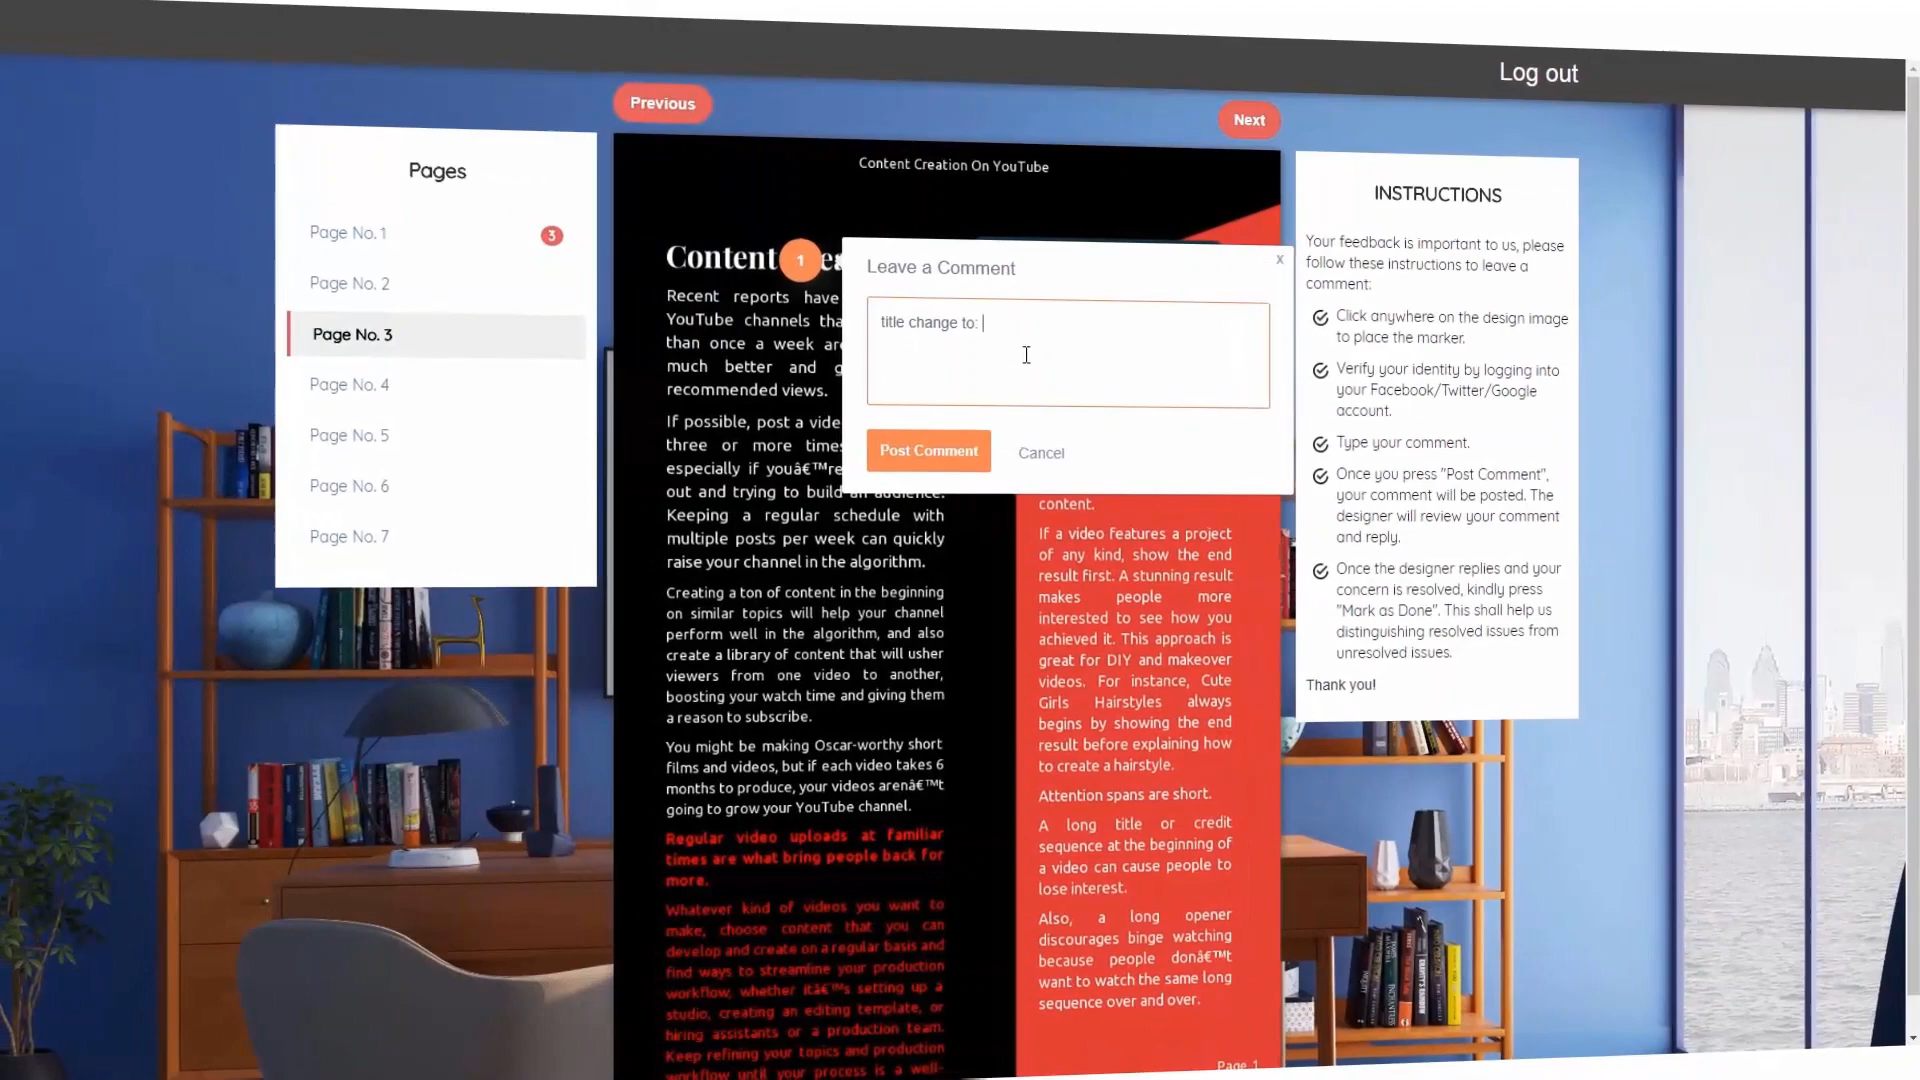 Log out
Previous
Next
Pages
Page No. 1
3
Page No. 2
Page No. 3
Page No. 4
Page No. 5
Page No. 6
Page No. 7
Content Creation On YouTube
Content
1
Recent reports have
YouTube channels tha
than once a week are
much better and g
recommended views.
If possible, post a vide
three or more times
especially if youâ€™re
out and trying to build an audience.
Keeping a regular schedule with
multiple posts per week can quickly
raise your channel in the algorithm.
Creating a ton of content in the beginning
on similar topics will help your channel
perform well in the algorithm, and also
create a library of content that will usher
viewers from one video to another,
boosting your watch time and giving them
a reason to subscribe.
You might be making Oscar-worthy short
films and videos, but if each video takes 6
months to produce, your videos arenâ€™t
going to grow your YouTube channel.
Regular video uploads at familiar
times are what bring people back for
more.
Whatever kind of videos you want to
make, choose content that you can
develop and create on a regular basis and
find ways to streamline your production
workflow, whether itâ€™s setting up a
studio, creating an editing template, or
hiring assistants or a production team.
Keep refining your topics and production
workflow until your process is a well-
Leave a Comment
x
title change to:
Post Comment
Cancel
content.
If a video features a project
of any kind, show the end
result first. A stunning result
makes people more
interested to see how you
achieved it. This approach is
great for DIY and makeover
videos. For instance, Cute
Girls Hairstyles always
begins by showing the end
result before explaining how
to create a hairstyle.
Attention spans are short.
A long title or credit
sequence at the beginning of
a video can cause people to
lose interest.
Also, a long opener
discourages binge watching
because people donâ€™t
want to watch the same long
sequence over and over.
Page 1
INSTRUCTIONS
Your feedback is important to us, please
follow these instructions to leave a
comment:
Click anywhere on the design image
to place the marker.
Verify your identity by logging into
your Facebook/Twitter/Google
account.
Type your comment.
Once you press "Post Comment",
your comment will be posted. The
designer will review your comment
and reply.
Once the designer replies and your
concern is resolved, kindly press
"Mark as Done". This shall help us
distinguishing resolved issues from
unresolved issues.
Thank you!